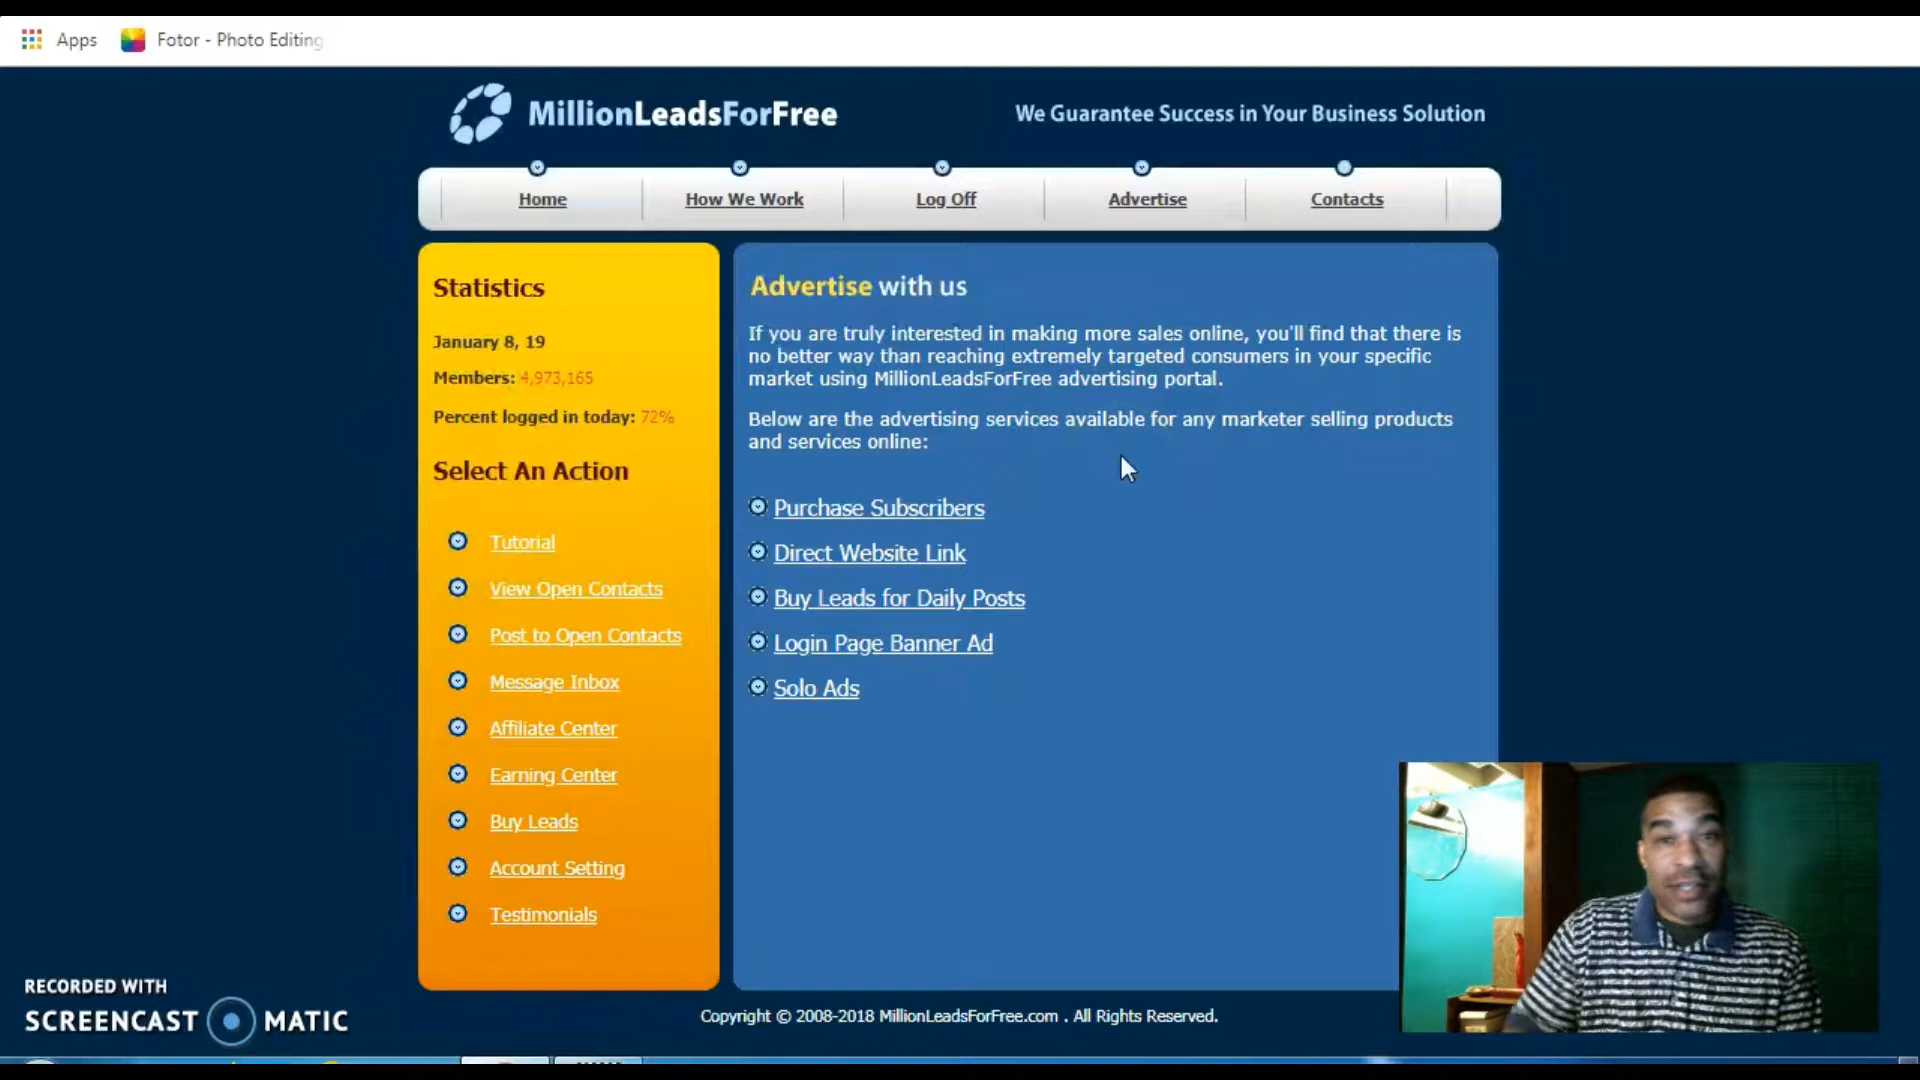 Apps
Fotor - Photo Editing
MillionLeadsForFree
We Guarantee Success in Your Business Solution
Home
How We Work
Log Off
Advertise
Contacts
Statistics
January 8, 19
Members: 4,973,165
Percent logged in today: 72%
Select An Action
Tutorial
View Open Contacts
Post to Open Contacts
Message Inbox
Affiliate Center
Earning Center
Buy Leads
Account Setting
Testimonials
Advertise with us
If you are truly interested in making more sales online, you'll find that there is
no better way than reaching extremely targeted consumers in your specific
market using MillionLeadsForFree advertising portal.
Below are the advertising services available for any marketer selling products
and services online:
Purchase Subscribers
Direct Website Link
Buy Leads for Daily Posts
Login Page Banner Ad
Solo Ads
RECORDED WITH
SCREENCAST MATIC
Copyright © 2008-2018 MillionLeadsForFree.com . All Rights Reserved.